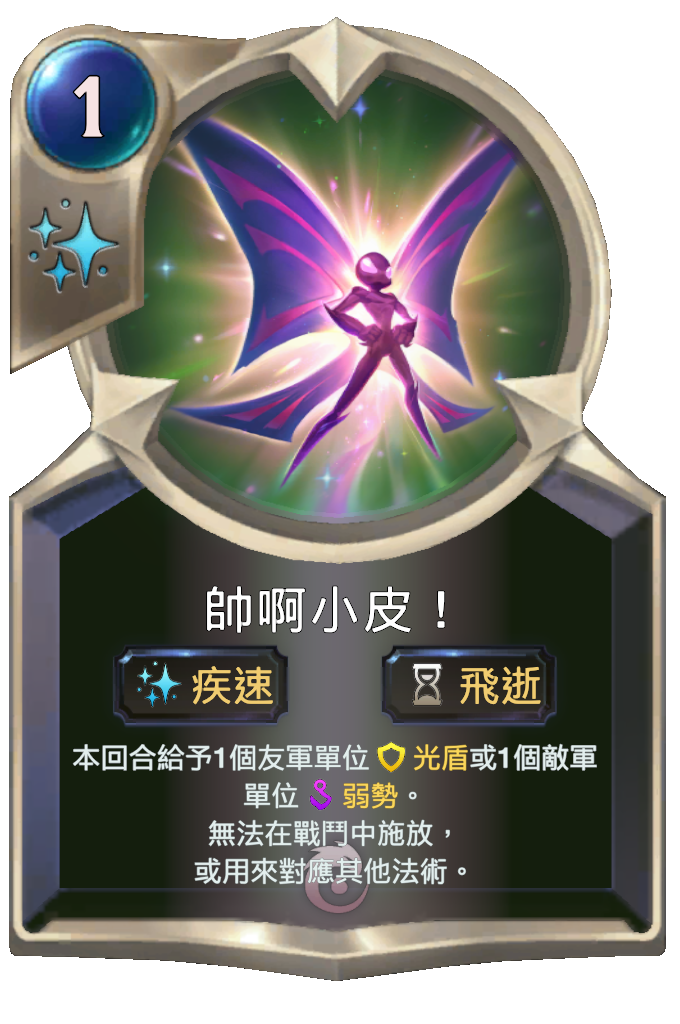 1
帥啊小皮！
疾速
飛逝
本回合給予1個友軍單位 光盾或1個敵軍
單位 弱勢。
無法在戰鬥中施放，
或用來對應其他法術。